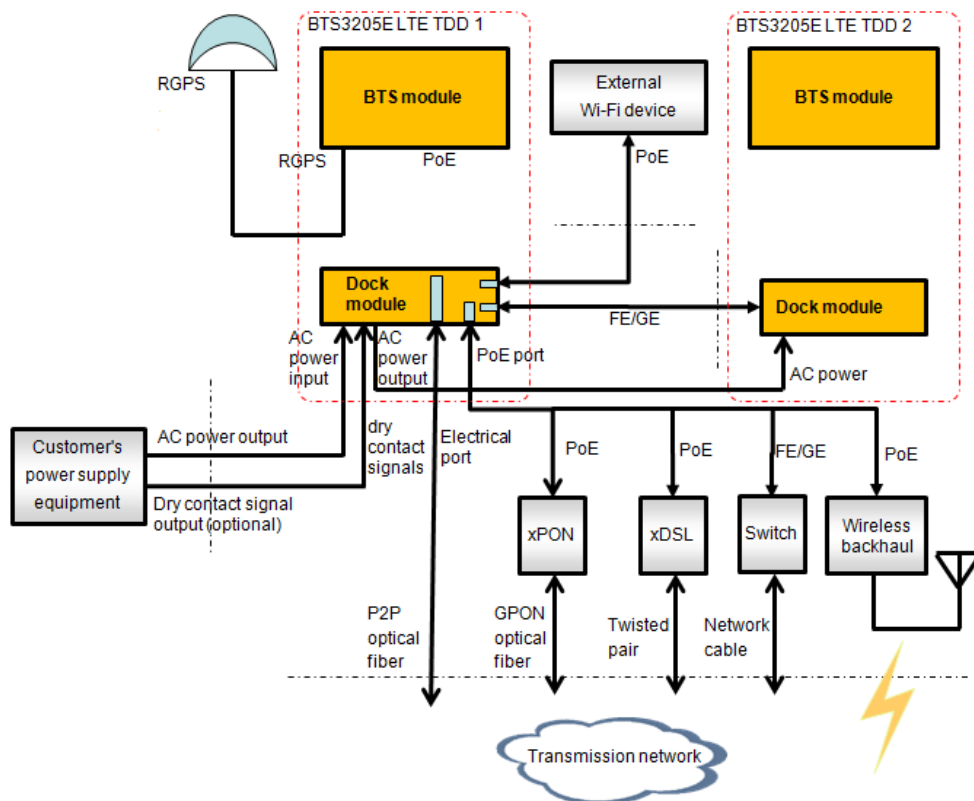 BTS3205E LTE TDD 1
BTS3205E LTE TDD 2
RGPS
BTS module
External
Wi-Fi device
BTS module
RGPS
PoE
PoE
Dock
module
FE/GE
Dock module
AC
power
input
AC
power
output
PoE port
AC power
Customer's
power supply
equipment
AC power output
Dry contact signal
output (optional)
dry
contact
signals
Electrical
port
PoE
PoE
FE/GE
PoE
xPON
xDSL
Switch
Wireless
backhaul
P2P
optical
fiber
GPON
optical
fiber
Twisted
pair
Network
cable
Transmission network